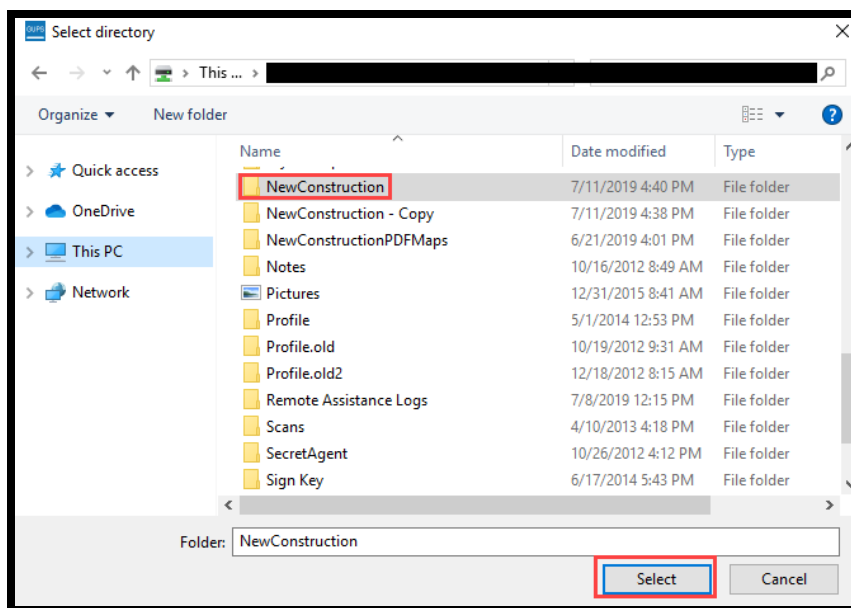 GUPS Select directory
This ...
Organize New folder
Name Date modified Type
Quick access
OneDrive
This PC
Network
NewConstruction 7/11/2019 4:40 PM File folder
NewConstruction - Copy 7/11/2019 4:38 PM File folder
NewConstructionPDFMaps 6/21/2019 4:01 PM File folder
Notes 10/16/2012 8:49 AM File folder
Pictures 12/31/2015 8:41 AM File folder
Profile 5/1/2014 12:53 PM File folder
Profile.old 10/19/2012 9:31 AM File folder
Profile.old2 12/18/2012 8:15 AM File folder
Remote Assistance Logs 7/8/2019 12:15 PM File folder
Scans 4/10/2013 4:18 PM File folder
SecretAgent 10/26/2012 4:12 PM File folder
Sign Key 6/17/2014 5:43 PM File folder
Folder: NewConstruction
Select Cancel